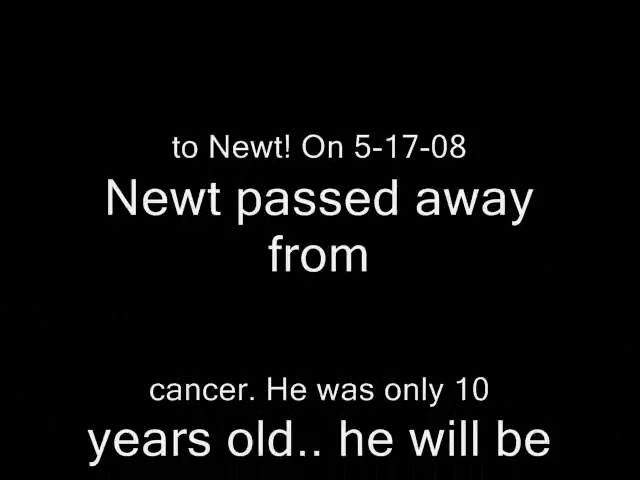 to Newt! On 5-17-08
Newt passed away
from
cancer. He was only 10
years old.. he will be